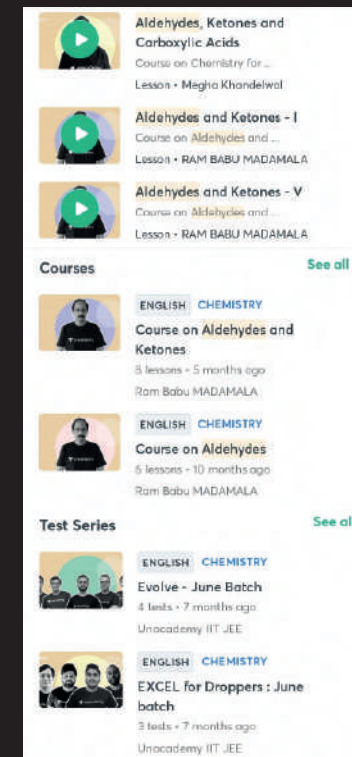 Aldehydes, Ketones and
Carboxylic Acids
Course on Chemistry for ...
Lesson • Megha Khandelwal
Aldehydes and Ketones - I
Course on Aldehydes and ...
Lesson • RAM BABU MADAMALA
Aldehydes and Ketones - V
Course on Aldehydes and ...
Lesson • RAM BABU MADAMALA
Courses See all
ENGLISH CHEMISTRY
Course on Aldehydes and
Ketones
8 lessons • 5 months ago
Ram Babu MADAMALA
ENGLISH CHEMISTRY
Course on Aldehydes
6 lessons • 10 months ago
Ram Babu MADAMALA
Test Series See al
ENGLISH CHEMISTRY
Evolve - June Batch
4 tests • 7 months ago
Unacademy IIT JEE
ENGLISH CHEMISTRY
EXCEL for Droppers : June
batch
3 tests • 7 months ago
Unacademy IIT JEE